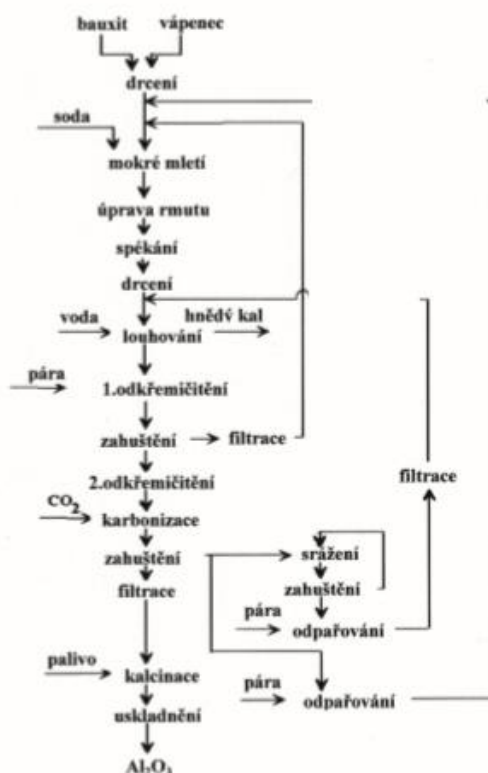 bauxit vápenec
drcení
soda
mokré mletí
úprava rmutu
spékání
drcení
voda louhování hnědý kal
pára
1.odkřemičitění
zahuštění filtrace
2.odkřemičitění
filtrace
CO2 karbonizace
zahuštění srážení
filtrace zahuštění
pára odpařování
palivo kalcinace
pára odpařování
uskladnění
Al2O3